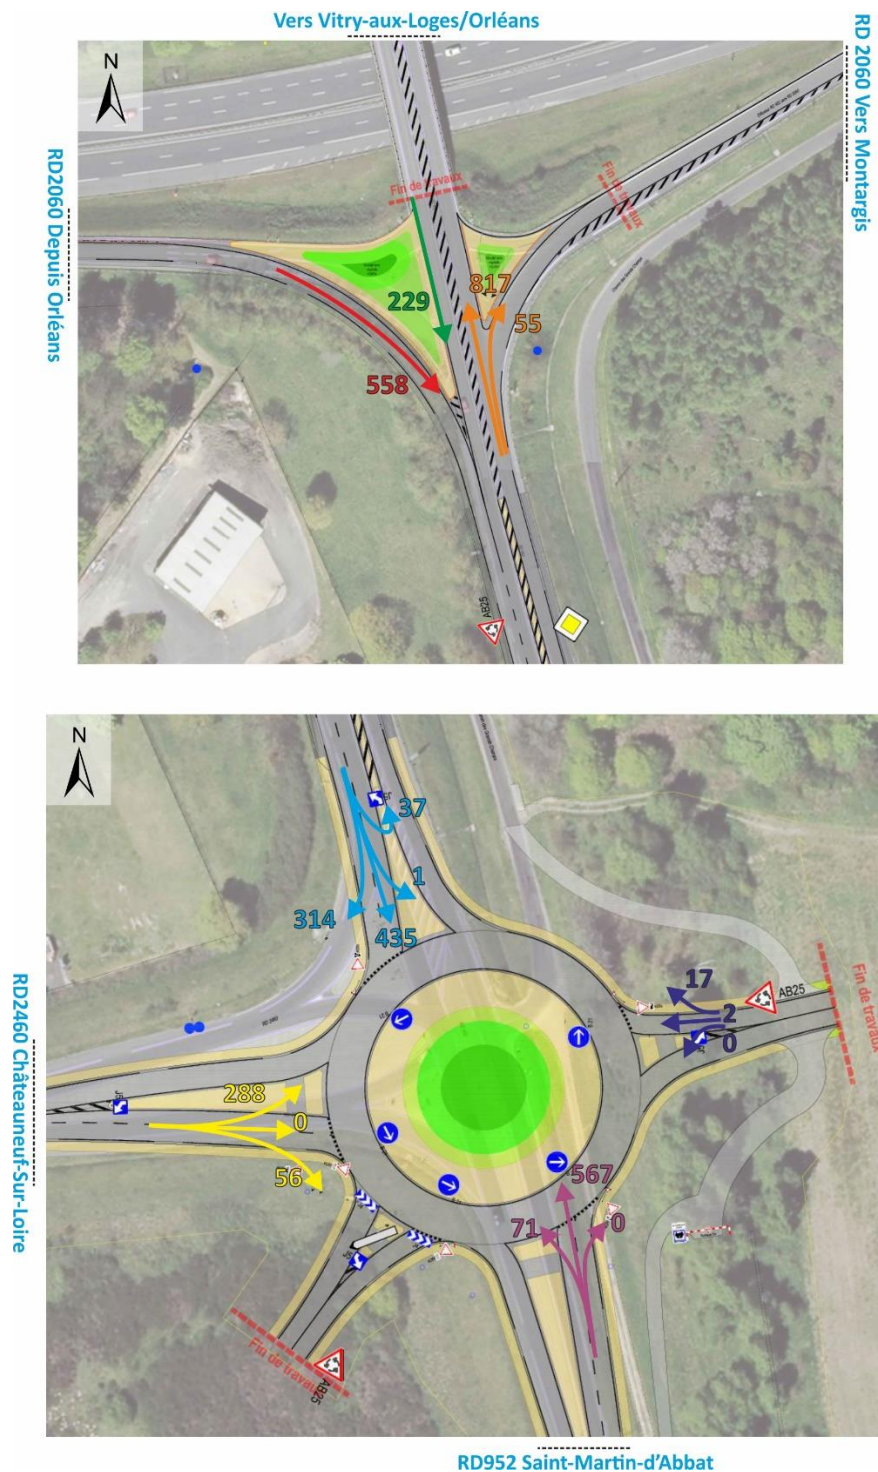 Vers Vitry-aux-Loges/Orléans
RD 2060 Vers Montargis
N
Fin de travaux
Fin de travaux
RD2060 Depuis Orléans
817
229
55
558
AB25
N
37
1
314
435
17
AB25
2
0
Fin de travaux
RD 2460
RD2460 Châteauneuf-Sur-Loire
288
0
56
567
71
0
Fin de travaux
AB25
RD952 Saint-Martin-d'Abbat